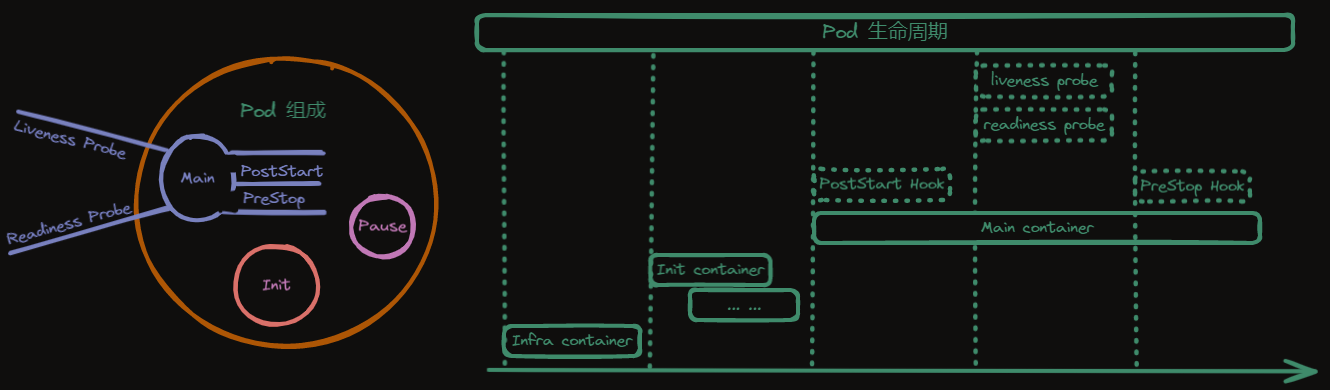 Pod 组成
Liveness Probe
Main
PostStart
PreStop
Readiness Probe
Pause
Init
Pod 生命周期
liveness probe
readiness probe
PostStart Hook
PreStop Hook
Main container
Init container
... ...
Infra container